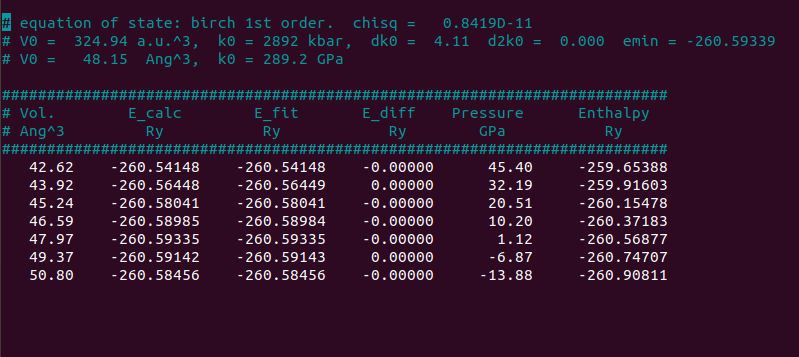 # equation of state: birch 1st order.  chisq =   0.8419D-11
# V0 =  324.94 a.u.^3,  k0 = 2892 kbar,  dk0 =  4.11  d2k0 =  0.000  emin = -260.59339
# V0 =   48.15  Ang^3,  k0 = 289.2 GPa
##########################################################################
# Vol.        E_calc        E_fit       E_diff    Pressure      Enthalpy
# Ang^3         Ry           Ry            Ry        GPa            Ry
##########################################################################
42.62    -260.54148    -260.54148    -0.00000      45.40    -259.65388
43.92    -260.56448    -260.56449     0.00000      32.19    -259.91603
45.24    -260.58041    -260.58041    -0.00000      20.51    -260.15478
46.59    -260.58985    -260.58984    -0.00000      10.20    -260.37183
47.97    -260.59335    -260.59335    -0.00000       1.12    -260.56877
49.37    -260.59142    -260.59143     0.00000      -6.87    -260.74707
50.80    -260.58456    -260.58456    -0.00000     -13.88    -260.90811